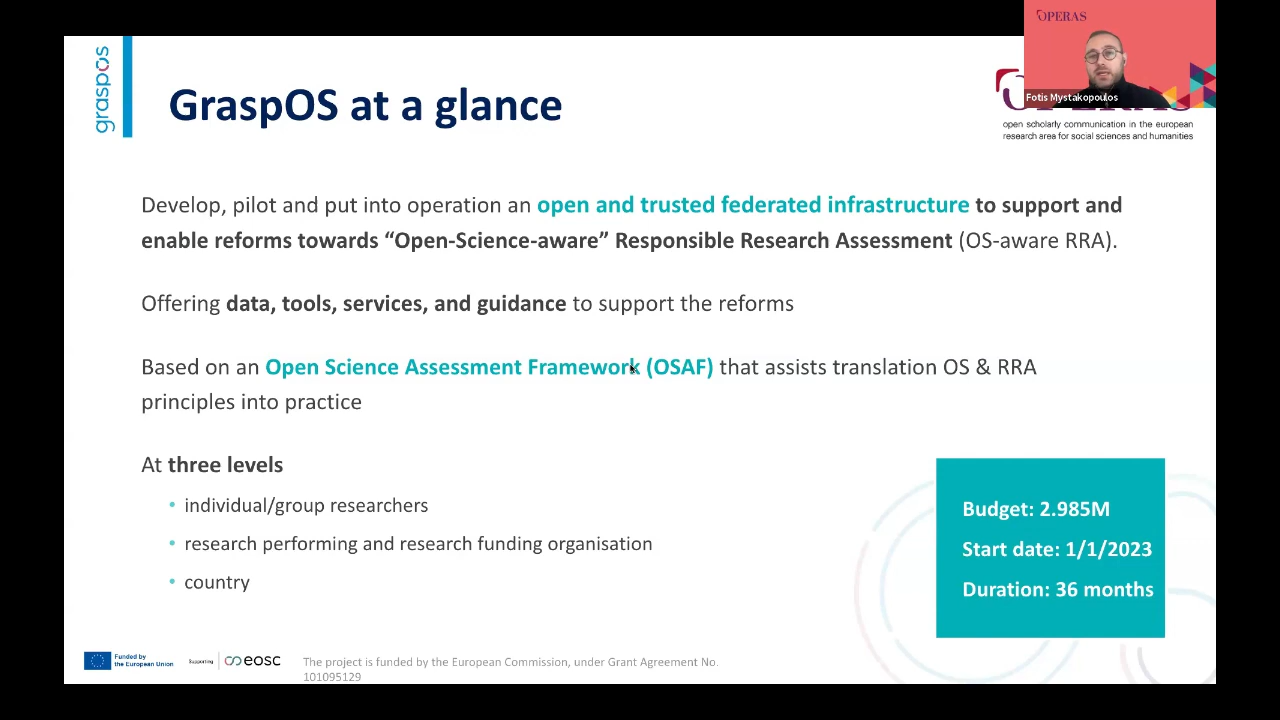 OPERAS
Fotis Mystakopoulos
graspos
GraspOS at a glance
open scholarly communication in the european
research area for social sciences and humanities
Develop, pilot and put into operation an open and trusted federated infrastructure to support and
enable reforms towards “Open-Science-aware” Responsible Research Assessment (OS-aware RRA).
Offering data, tools, services, and guidance to support the reforms
Based on an Open Science Assessment Framework (OSAF) that assists translation OS & RRA
principles into practice
At three levels
• individual/group researchers
• research performing and research funding organisation
• country
Budget: 2.985M
Start date: 1/1/2023
Duration: 36 months
Funded by
the European Union
Supporting
eosc
The project is funded by the European Commission, under Grant Agreement No.
101095129